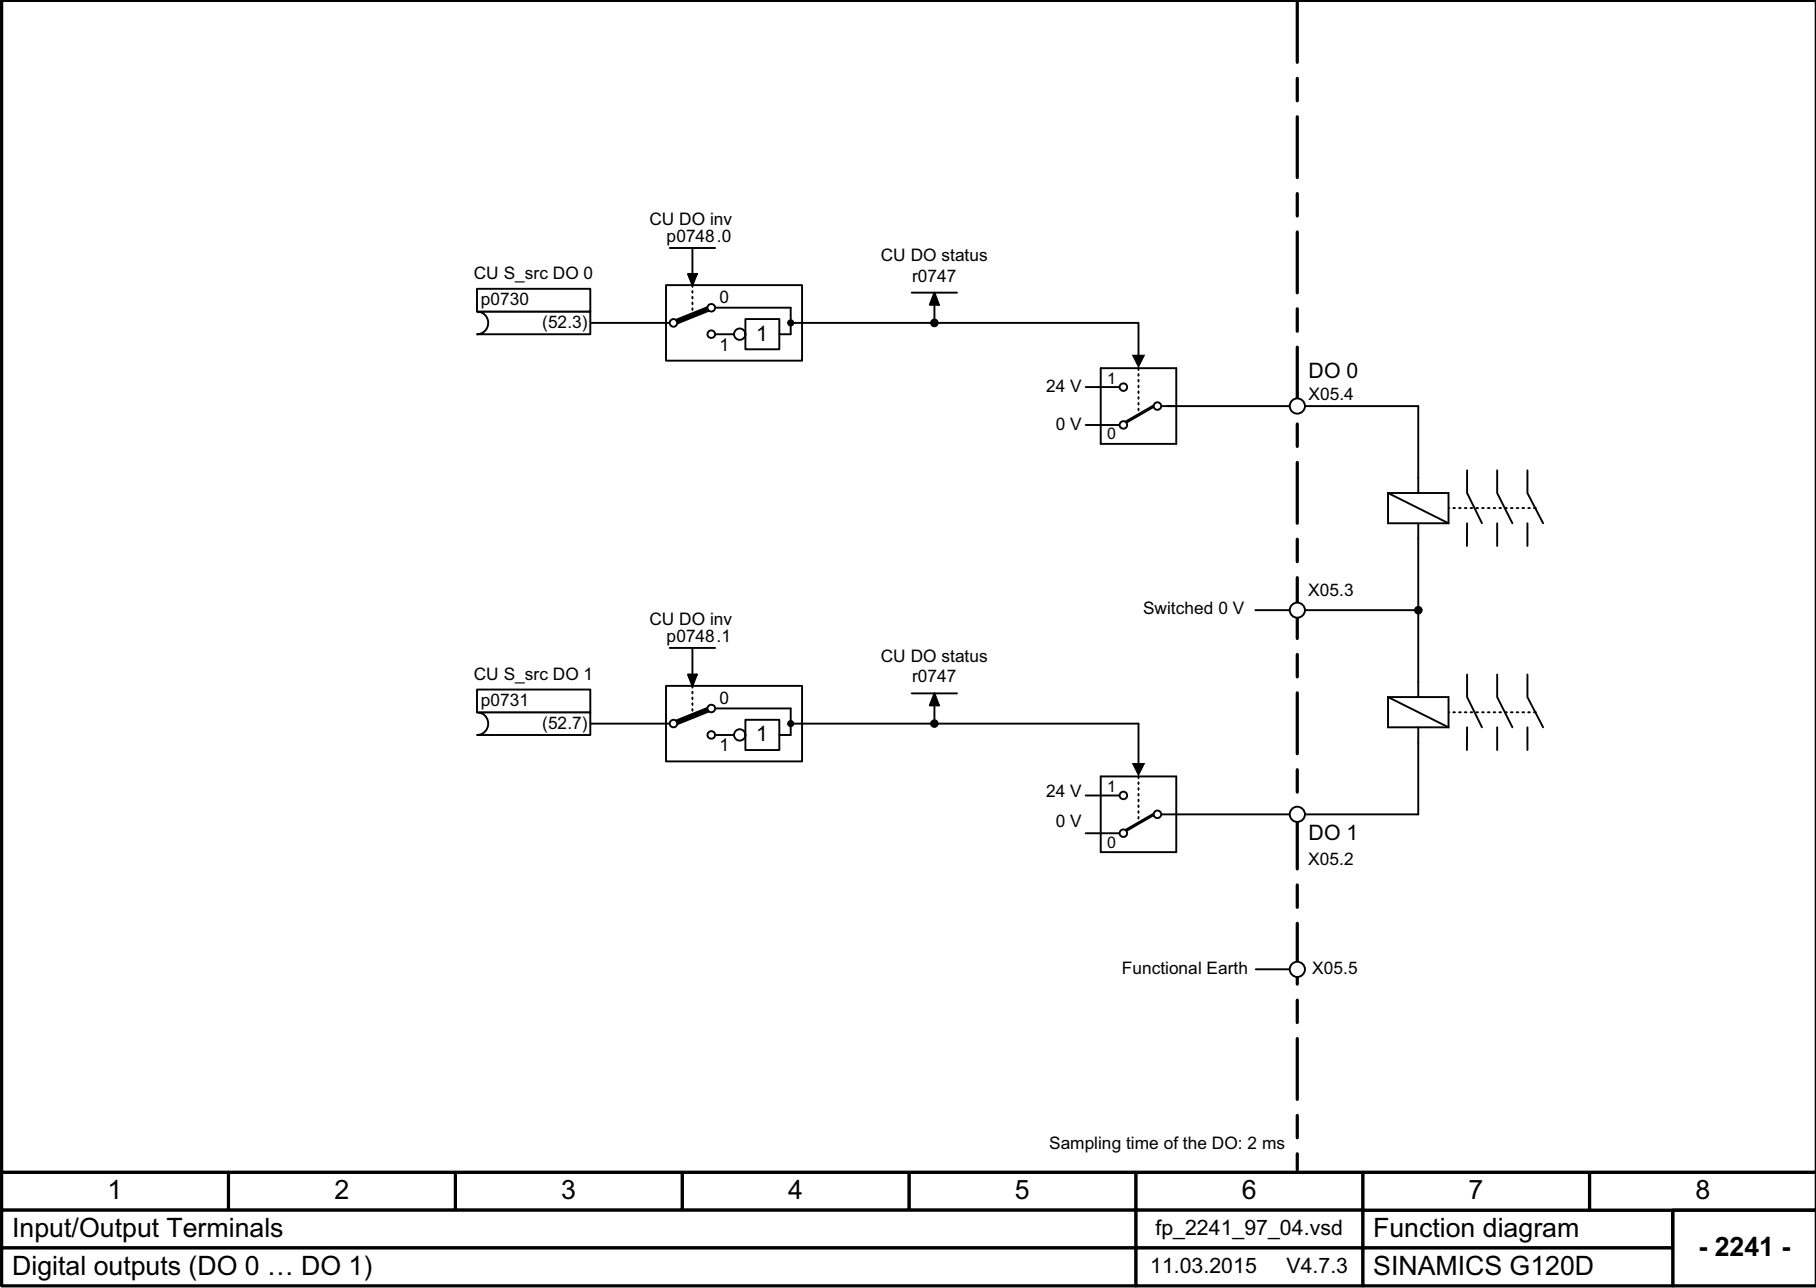 CU DO inv
p0748.0
CU S_src DO 0
p0730
(52.3)
0
1
1
CU DO status
r0747
24 V
1
0 V
0
DO 0
X05.4
Switched 0 V
X05.3
CU DO inv
p0748.1
CU S_src DO 1
p0731
(52.7)
0
1
1
CU DO status
r0747
24 V
1
0 V
0
DO 1
X05.2
Functional Earth
X05.5
Sampling time of the DO: 2 ms
1 2 3 4 5 6 7 8
Input/Output Terminals
fp_2241_97_04.vsd
Function diagram
- 2241 -
Digital outputs (DO 0 … DO 1)
11.03.2015 V4.7.3
SINAMICS G120D